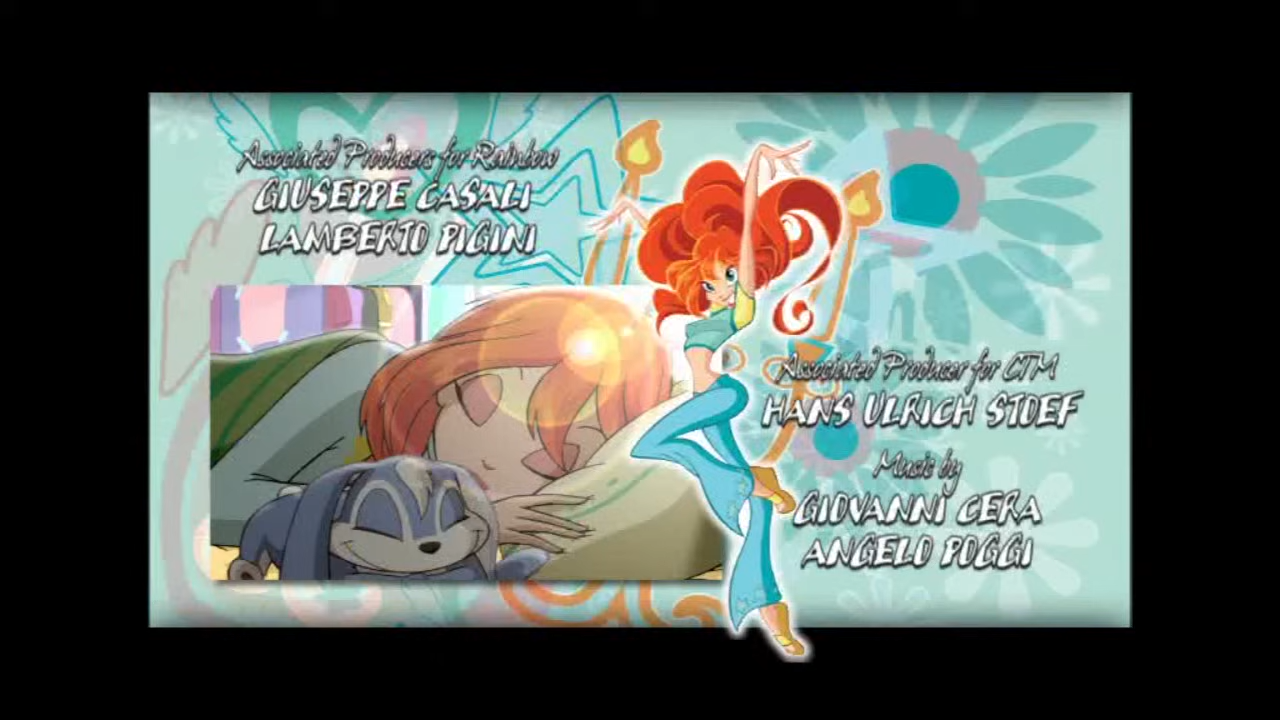 Associated Producers for Rainbow
GIUSEPPE CASALI
LAMBERTO PIGINI
Associated Producer for CTM
HANS ULRICH STOEF
Music by
GIOVANNI CERA
ANGELO POGGI